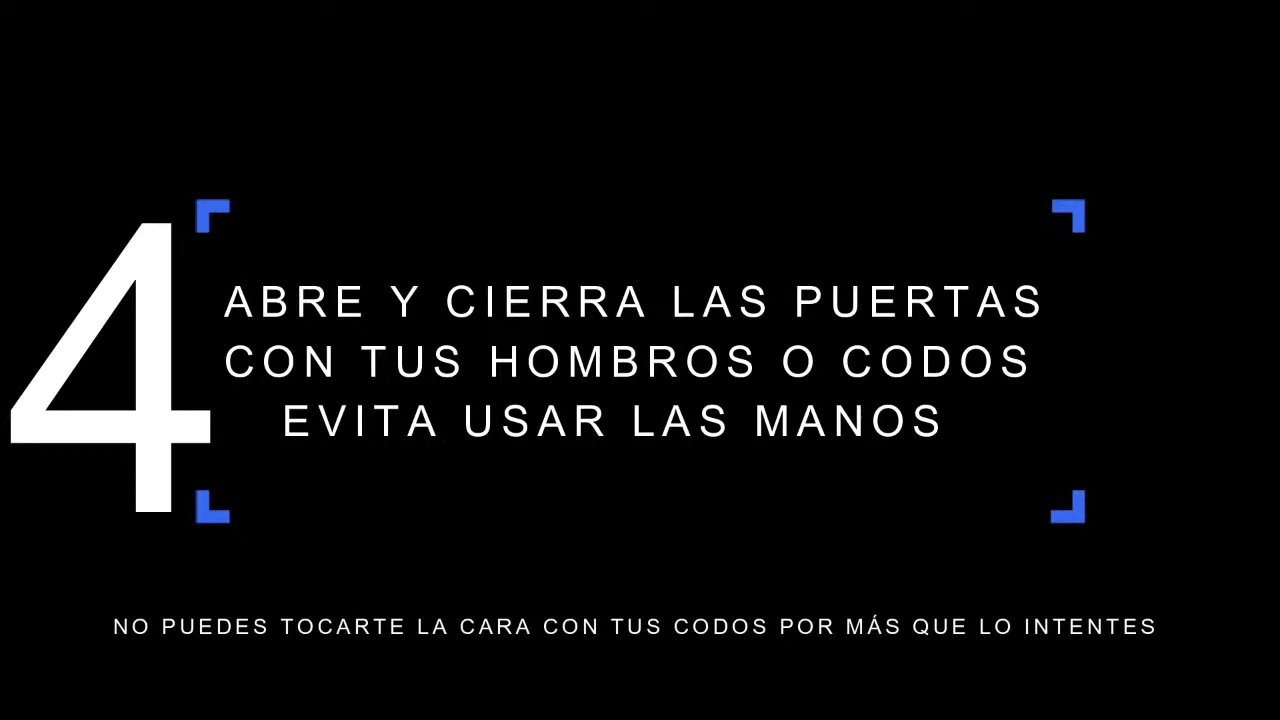 4
ABRE Y CIERRA LAS PUERTAS
CON TUS HOMBROS O CODOS
EVITA USAR LAS MANOS
NO PUEDES TOCARTE LA CARA CON TUS CODOS POR MÁS QUE LO INTENTES